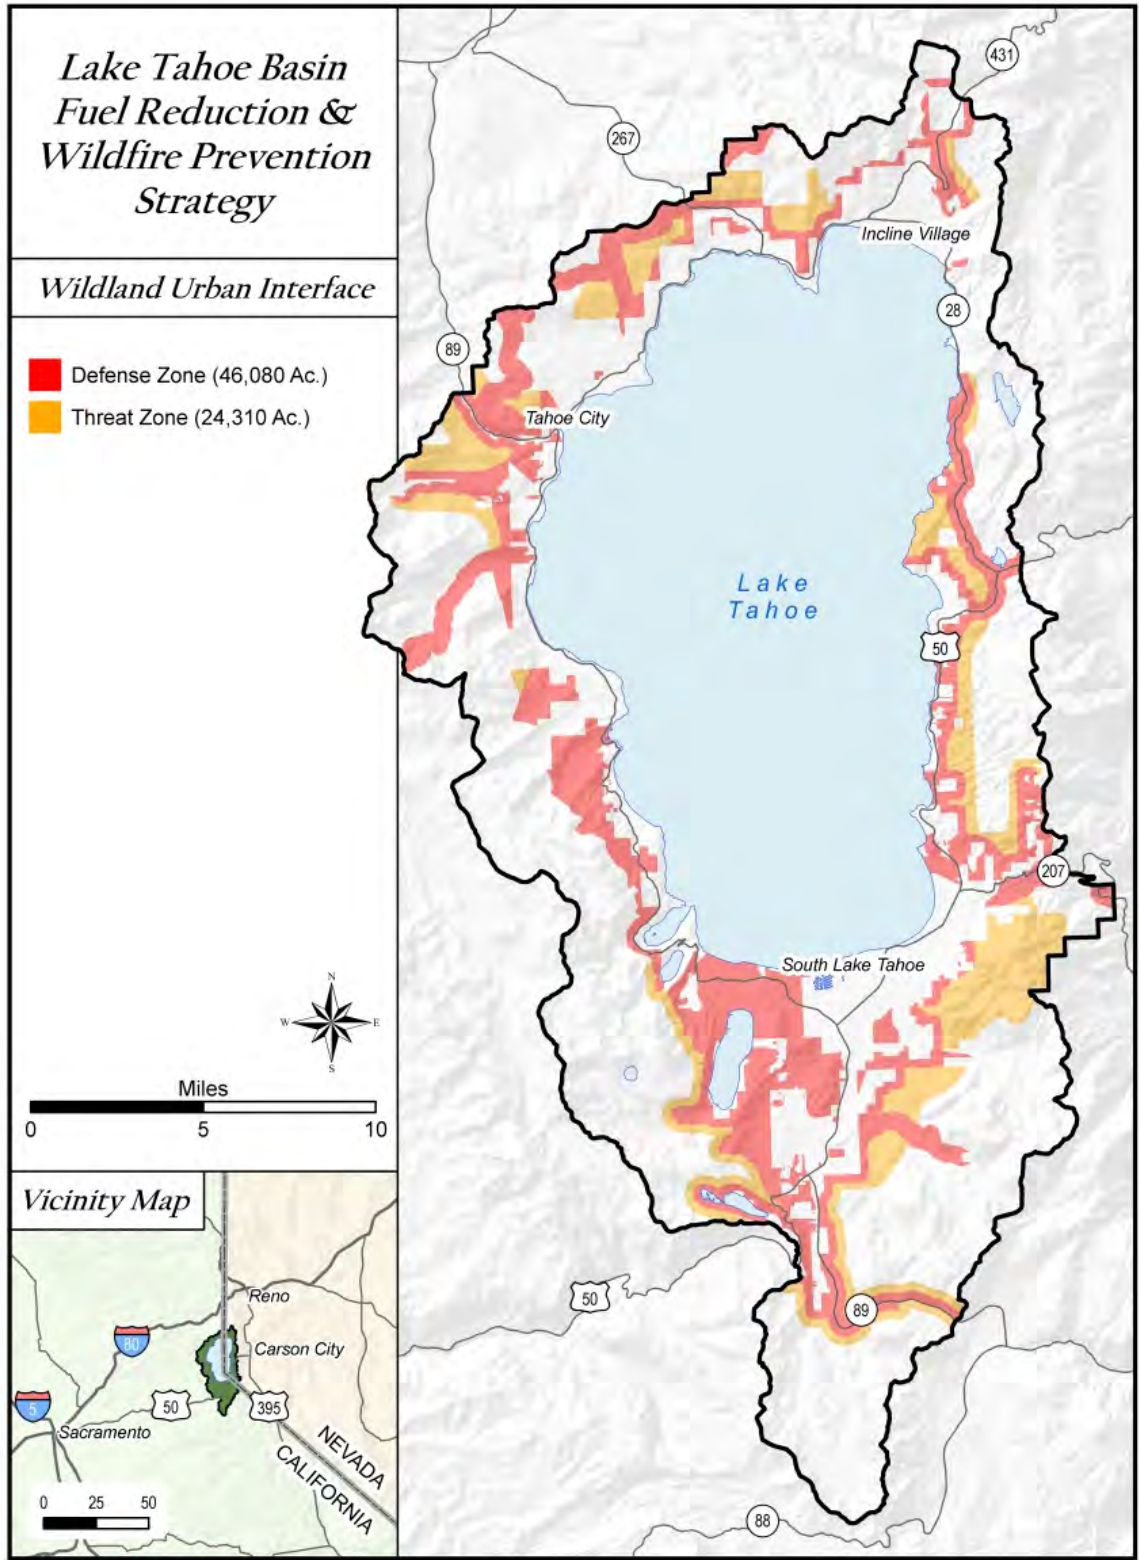 Lake Tahoe Basin
Fuel Reduction &
Wildfire Prevention
Strategy
Wildland Urban Interface
Defense Zone (46,080 Ac.)
Threat Zone (24,310 Ac.)
N
W E
S
Miles
0 5 10
Vicinity Map
Reno
80
Carson City
50
395
5
Sacramento
NEVADA
CALIFORNIA
0 25 50
431
267
Incline Village
28
89
Tahoe City
Lake
Tahoe
50
207
South Lake Tahoe
50
89
88